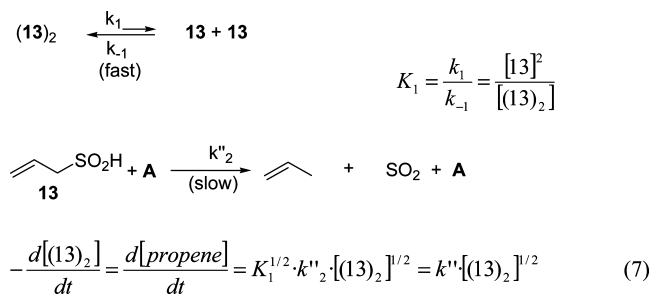 (13)₂ k₁ k₋₁ (fast) 13 + 13
K₁ = k₁ / k₋₁ = [13]² / [(13)₂]
SO₂H 13 + A k"₂ (slow) + SO₂ + A
− d[(13)₂] / dt = d[propene] / dt = K₁^{1/2}·k"₂·[(13)₂]^{1/2} = k"·[(13)₂]^{1/2} (7)